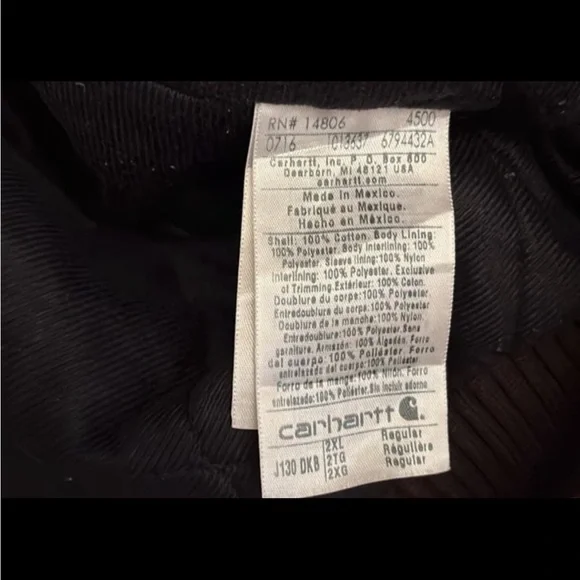 RN# 14806 4500
0716 1013637 6794432A
Carhartt, Inc. P. O. Box 600
Dearborn, MI 48121 USA
carhartt.com
Made in Mexico.
Fabriqué au Mexique.
Hecho en México.
Shell: 100% Cotton. Body Lining:
100% Polyester. Body Interlining: 100%
Polyester. Sleeve lining:100% Nylon
Interlining: 100% Polyester. Exclusive
of Trimming.Extérieur: 100% Coton.
Doublure du corps:100% Polyester.
Entredoublure du corps: 100% Polyester.
Doublure de la manche:100% Nylon.
Entredoublure: 100% Polyester.Sans
garniture. Armazón: 100% Algodón. Forro
del cuerpo: 100% Poliéster Forro
entrelazado del cuerpo:100% Poliéster.
Forro de la manga:100% Nilon. Forro
entrelazado:100% Poliéster.Sin incluir adorno
carhartt
J130 DKB 2XL Regular
2TG Régulière
2XG Regular